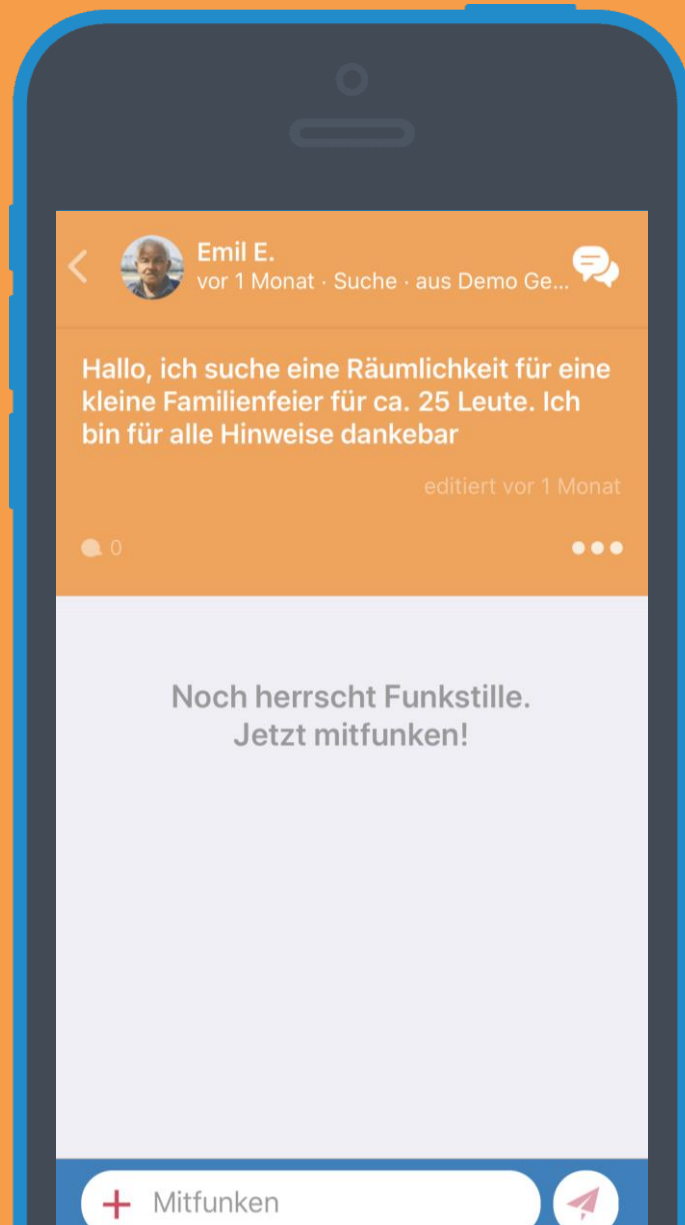 Emil E.
vor 1 Monat · Suche · aus Demo Ge...
Hallo, ich suche eine Räumlichkeit für eine
kleine Familienfeier für ca. 25 Leute. Ich
bin für alle Hinweise dankebar
editiert vor 1 Monat
0
Noch herrscht Funkstille.
Jetzt mitfunken!
Mitfunken